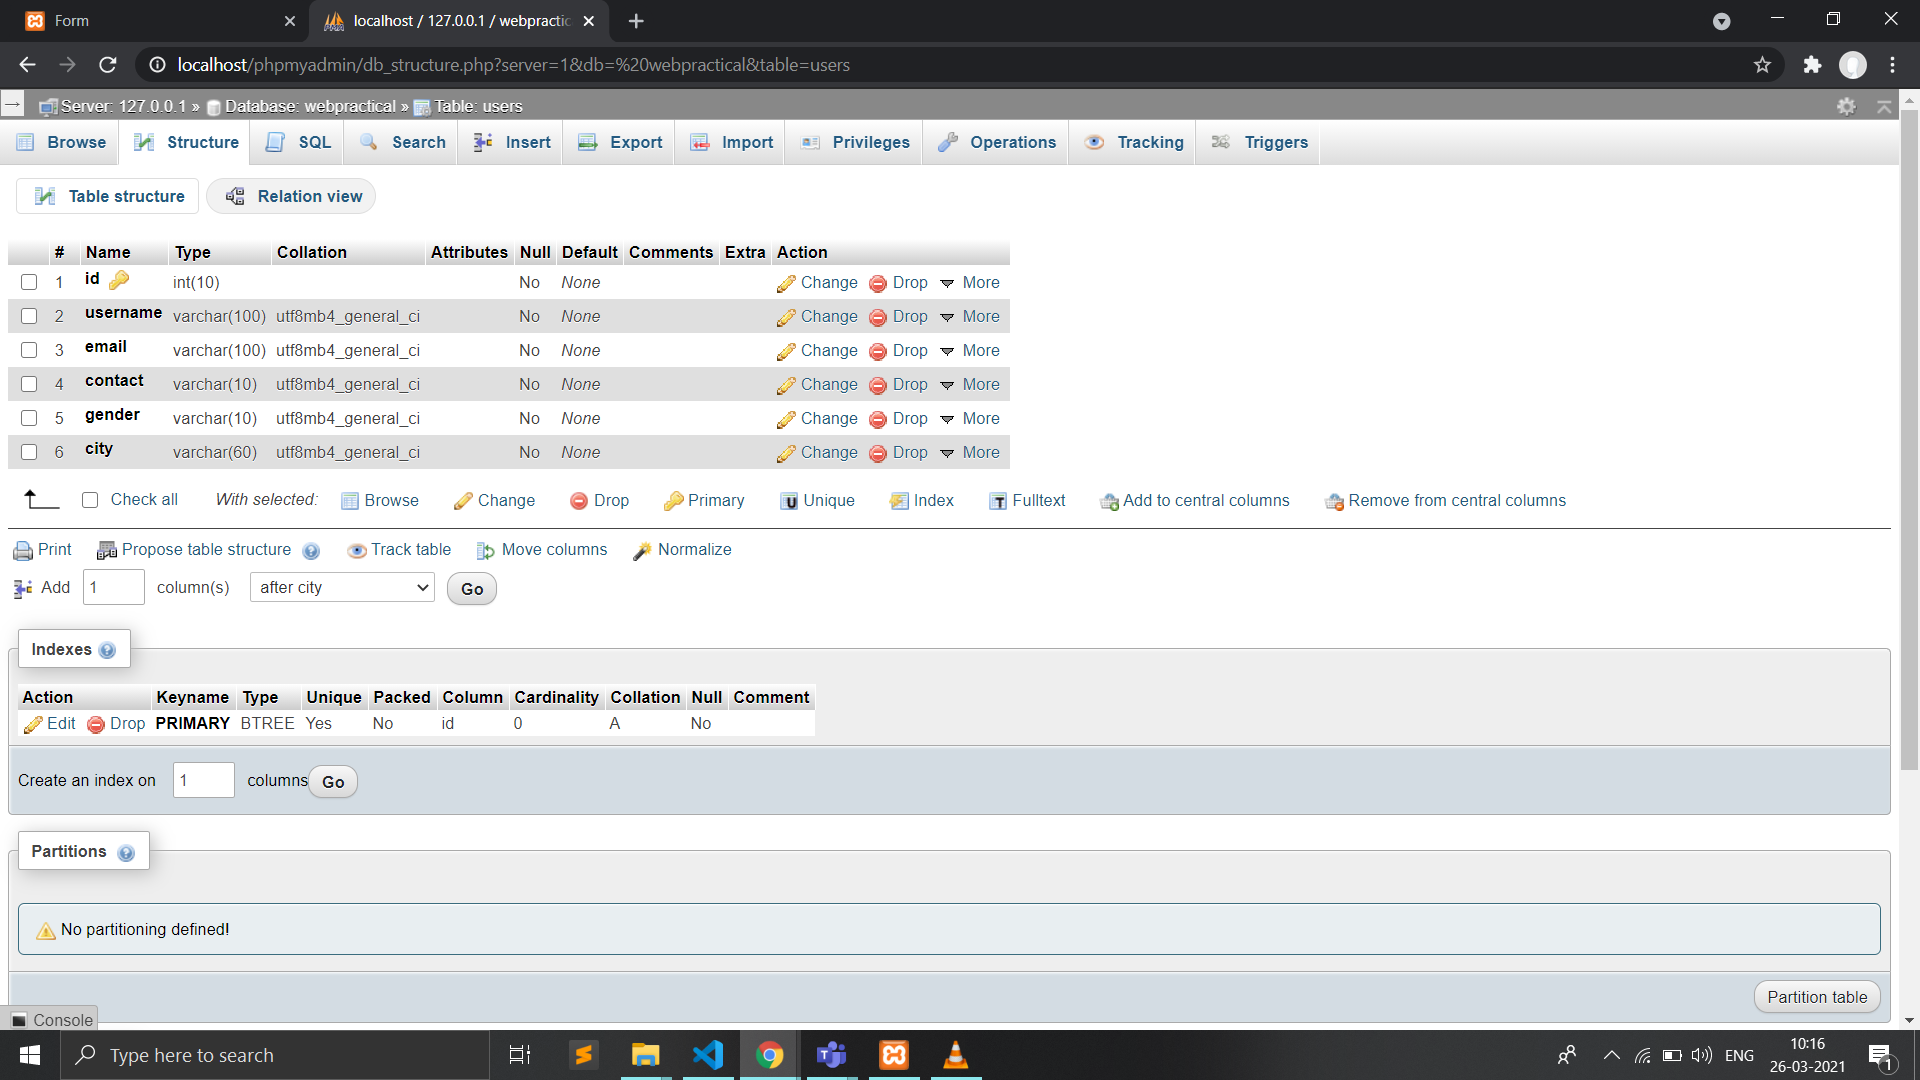 Form
localhost / 127.0.0.1 / webpractic
localhost/phpmyadmin/db_structure.php?server=1&db=%20webpractical&table=users
Server: 127.0.0.1 » Database: webpractical » Table: users
Browse Structure SQL Search Insert Export Import Privileges Operations Tracking Triggers
Table structure Relation view
# Name Type Collation Attributes Null Default Comments Extra Action
1 id int(10) No None Change Drop More
2 username varchar(100) utf8mb4_general_ci No None Change Drop More
3 email varchar(100) utf8mb4_general_ci No None Change Drop More
4 contact varchar(10) utf8mb4_general_ci No None Change Drop More
5 gender varchar(10) utf8mb4_general_ci No None Change Drop More
6 city varchar(60) utf8mb4_general_ci No None Change Drop More
Check all With selected: Browse Change Drop Primary Unique Index Fulltext Add to central columns Remove from central columns
Print Propose table structure Track table Move columns Normalize
Add 1 column(s) after city Go
Indexes
Action Keyname Type Unique Packed Column Cardinality Collation Null Comment
Edit Drop PRIMARY BTREE Yes No id 0 A No
Create an index on 1 columns Go
Partitions
No partitioning defined!
Partition table
Console
Type here to search
ENG
10:16
26-03-2021
1